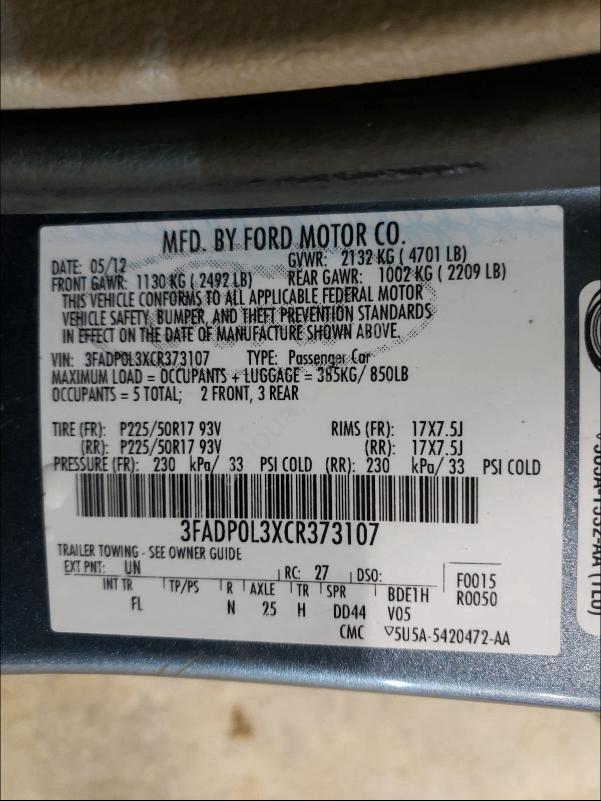 MFD. BY FORD MOTOR CO.
DATE: 05/12 GVWR: 2132 KG ( 4701 LB)
FRONT GAWR: 1130 KG ( 2492 LB) REAR GAWR: 1002 KG ( 2209 LB)
THIS VEHICLE CONFORMS TO ALL APPLICABLE FEDERAL MOTOR
VEHICLE SAFETY, BUMPER, AND THEFT PREVENTION STANDARDS
IN EFFECT ON THE DATE OF MANUFACTURE SHOWN ABOVE.
VIN: 3FADP0L3XCR373107 TYPE: Passenger Car
MAXIMUM LOAD = OCCUPANTS + LUGGAGE = 385KG/ 850LB
OCCUPANTS = 5 TOTAL; 2 FRONT, 3 REAR
TIRE (FR): P225/50R17 93V RIMS (FR): 17X7.5J
(RR): P225/50R17 93V (RR): 17X7.5J
PRESSURE (FR): 230 kPa/ 33 PSI COLD (RR): 230 kPa/ 33 PSI COLD
3FADP0L3XCR373107
TRAILER TOWING - SEE OWNER GUIDE
EXT PNT: UN RC: 27 DSO: F0015
INT TR TP/PS R AXLE TR SPR BDE1H R0050
FL N 25 H DD44 V05
CMC ▽5U5A-5420472-AA